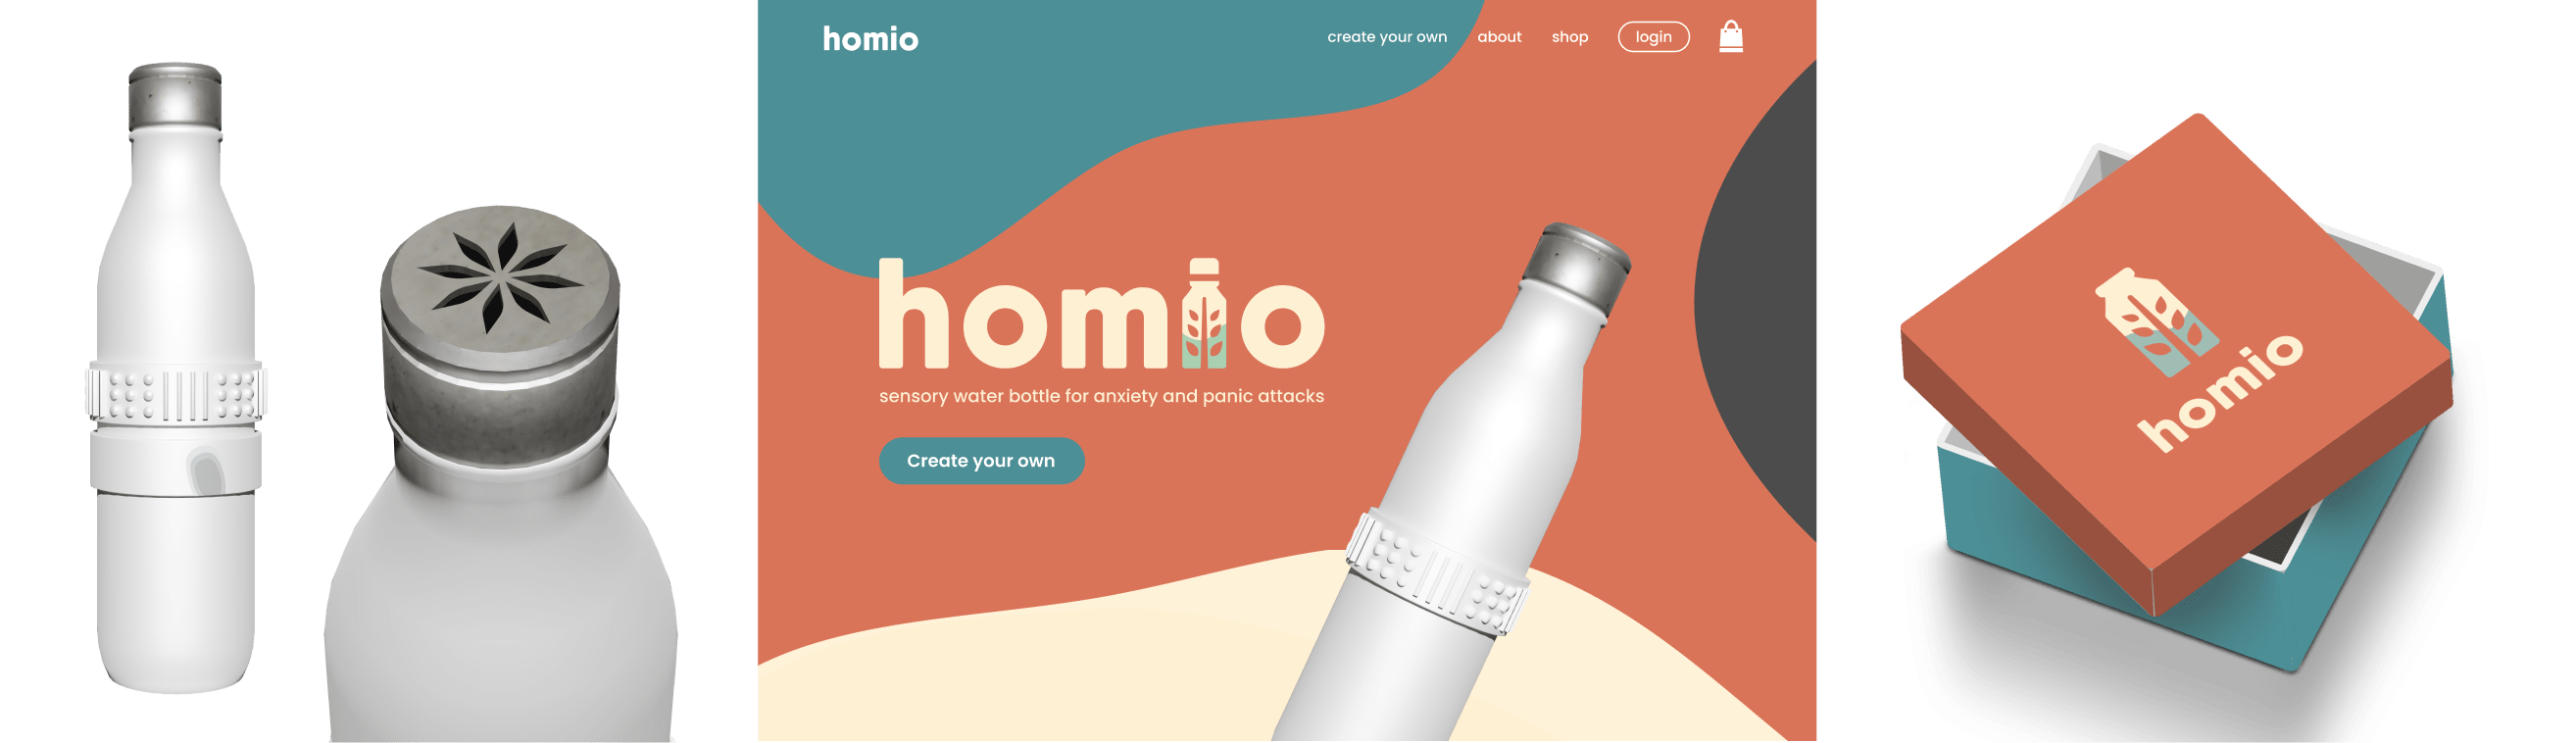 homio
create your own
about
shop
login
homio
sensory water bottle for anxiety and panic attacks
Create your own
homio